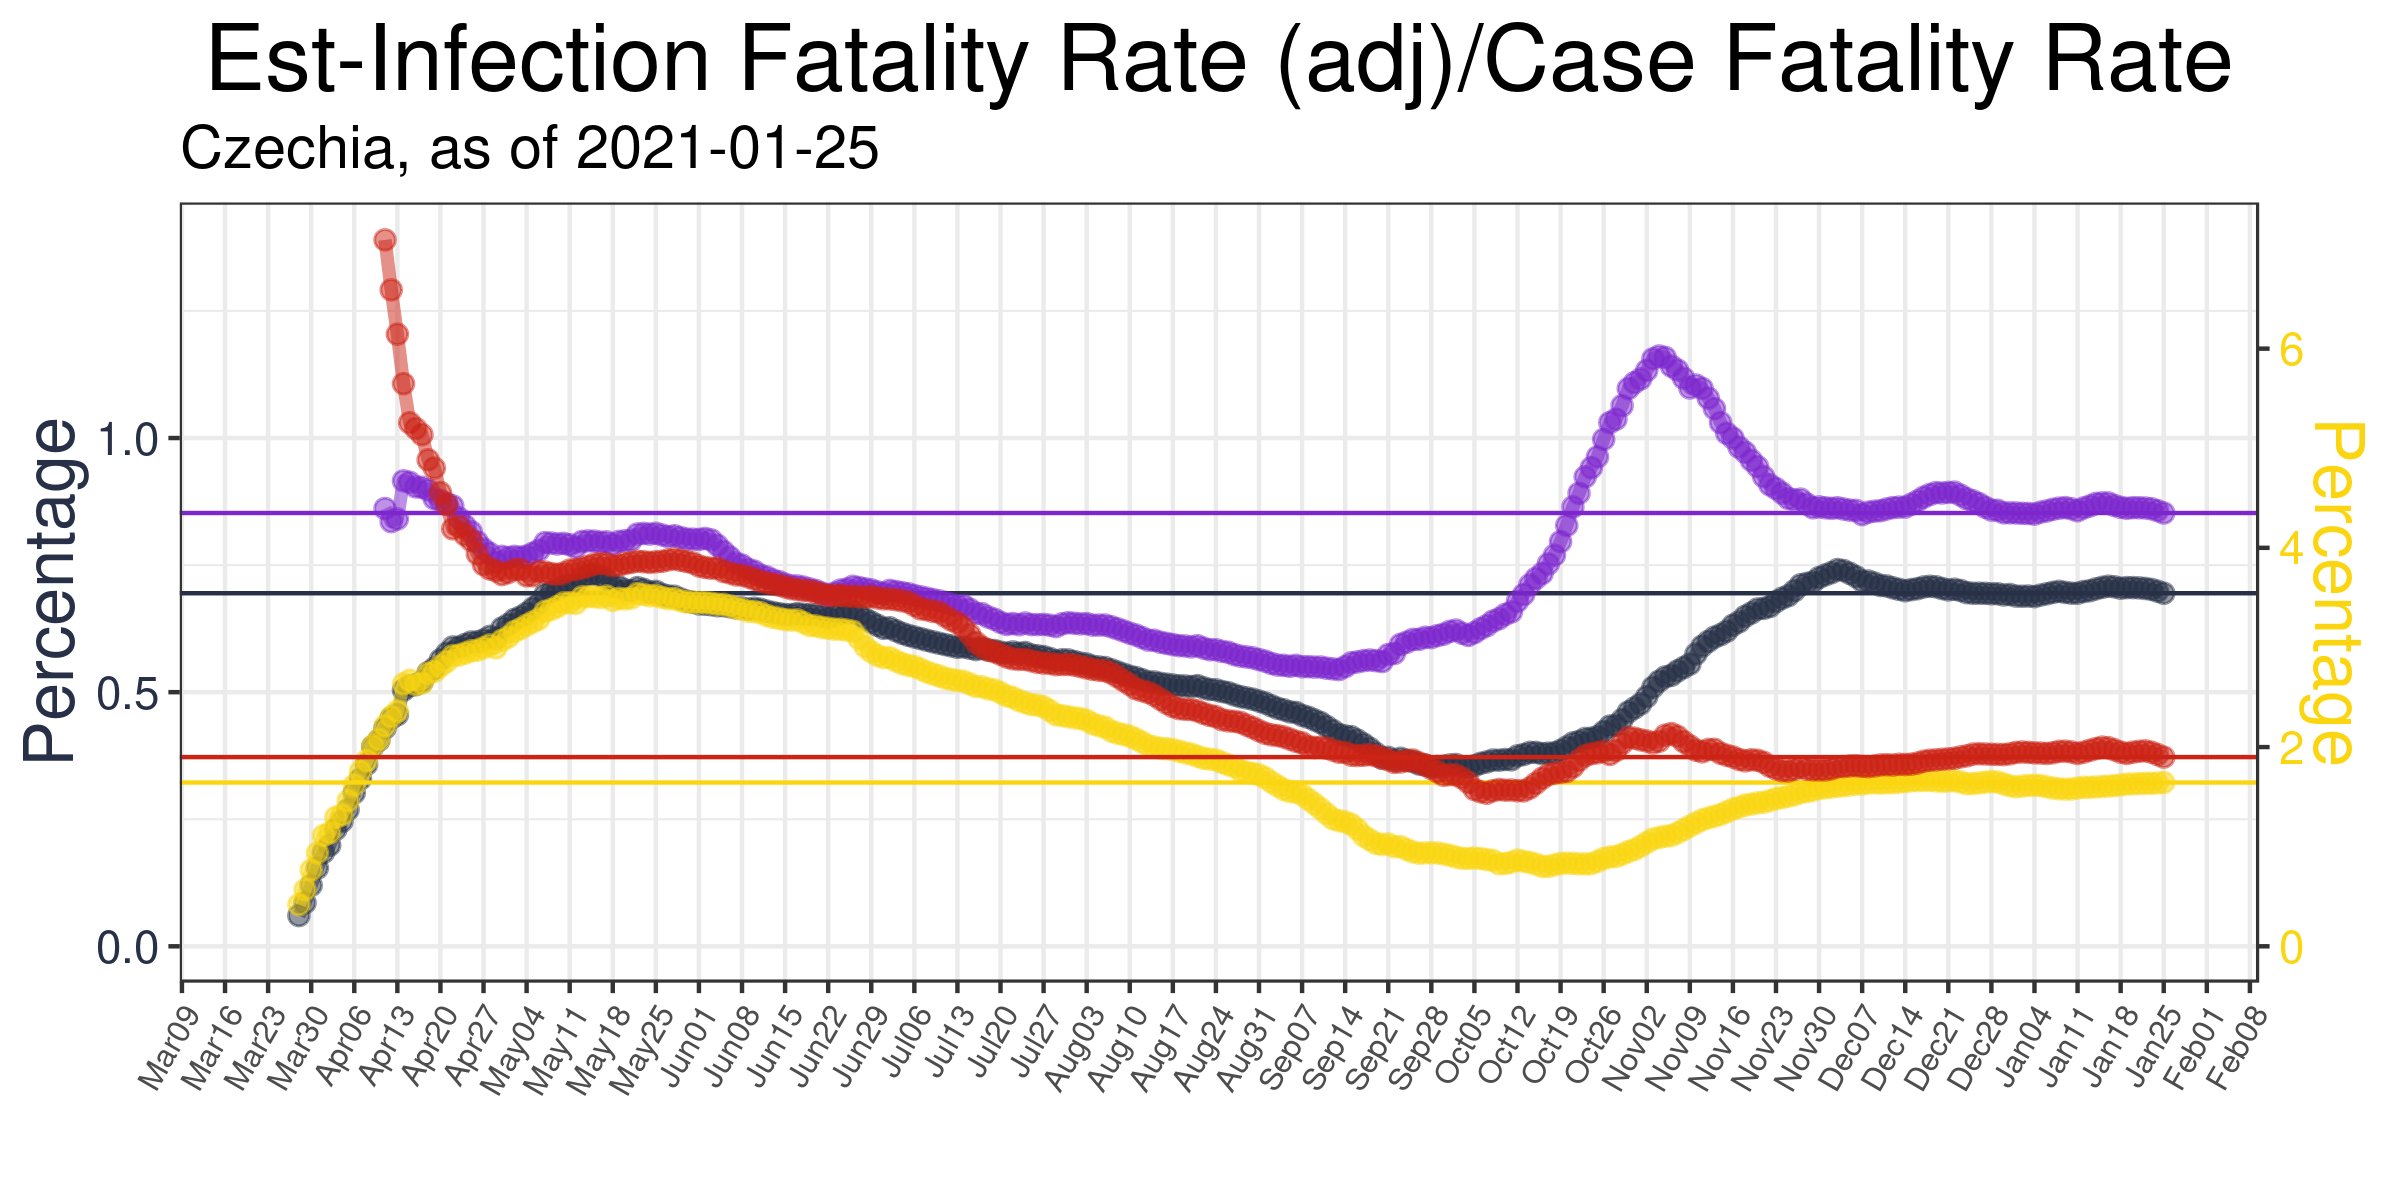 Est-Infection Fatality Rate (adj)/Case Fatality Rate
Czechia, as of 2021-01-25
Percentage
1.0
0.5
0.0
6
4
2
0
Percentage
Mar09 Mar16 Mar23 Mar30 Apr06 Apr13 Apr20 Apr27 May04 May11 May18 May25 Jun01 Jun08 Jun15 Jun22 Jun29 Jul06 Jul13 Jul20 Jul27 Aug03 Aug10 Aug17 Aug24 Aug31 Sep07 Sep14 Sep21 Sep28 Oct05 Oct12 Oct19 Oct26 Nov02 Nov09 Nov16 Nov23 Nov30 Dec07 Dec14 Dec21 Dec28 Jan04 Jan11 Jan18 Jan25 Feb01 Feb08